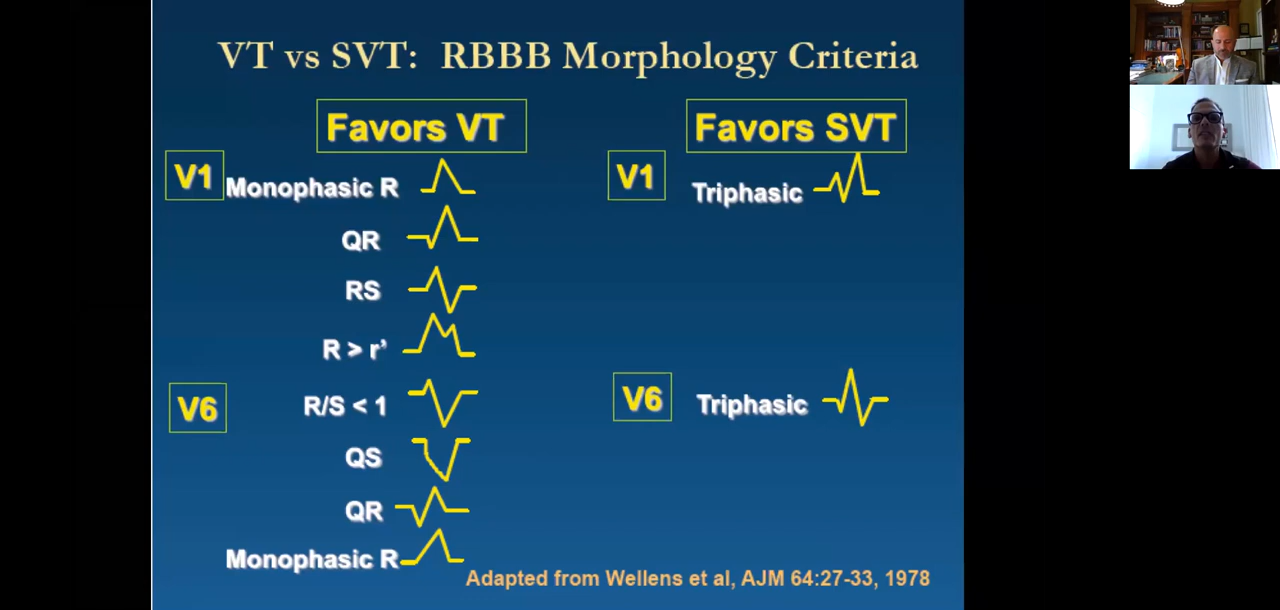 VT vs SVT: RBBB Morphology Criteria
Favors VT
V1
Monophasic R
QR
RS
R > r'
V6
R/S < 1
QS
QR
Monophasic R
Favors SVT
V1
Triphasic
V6
Triphasic
Adapted from Wellens et al, AJM 64:27-33, 1978